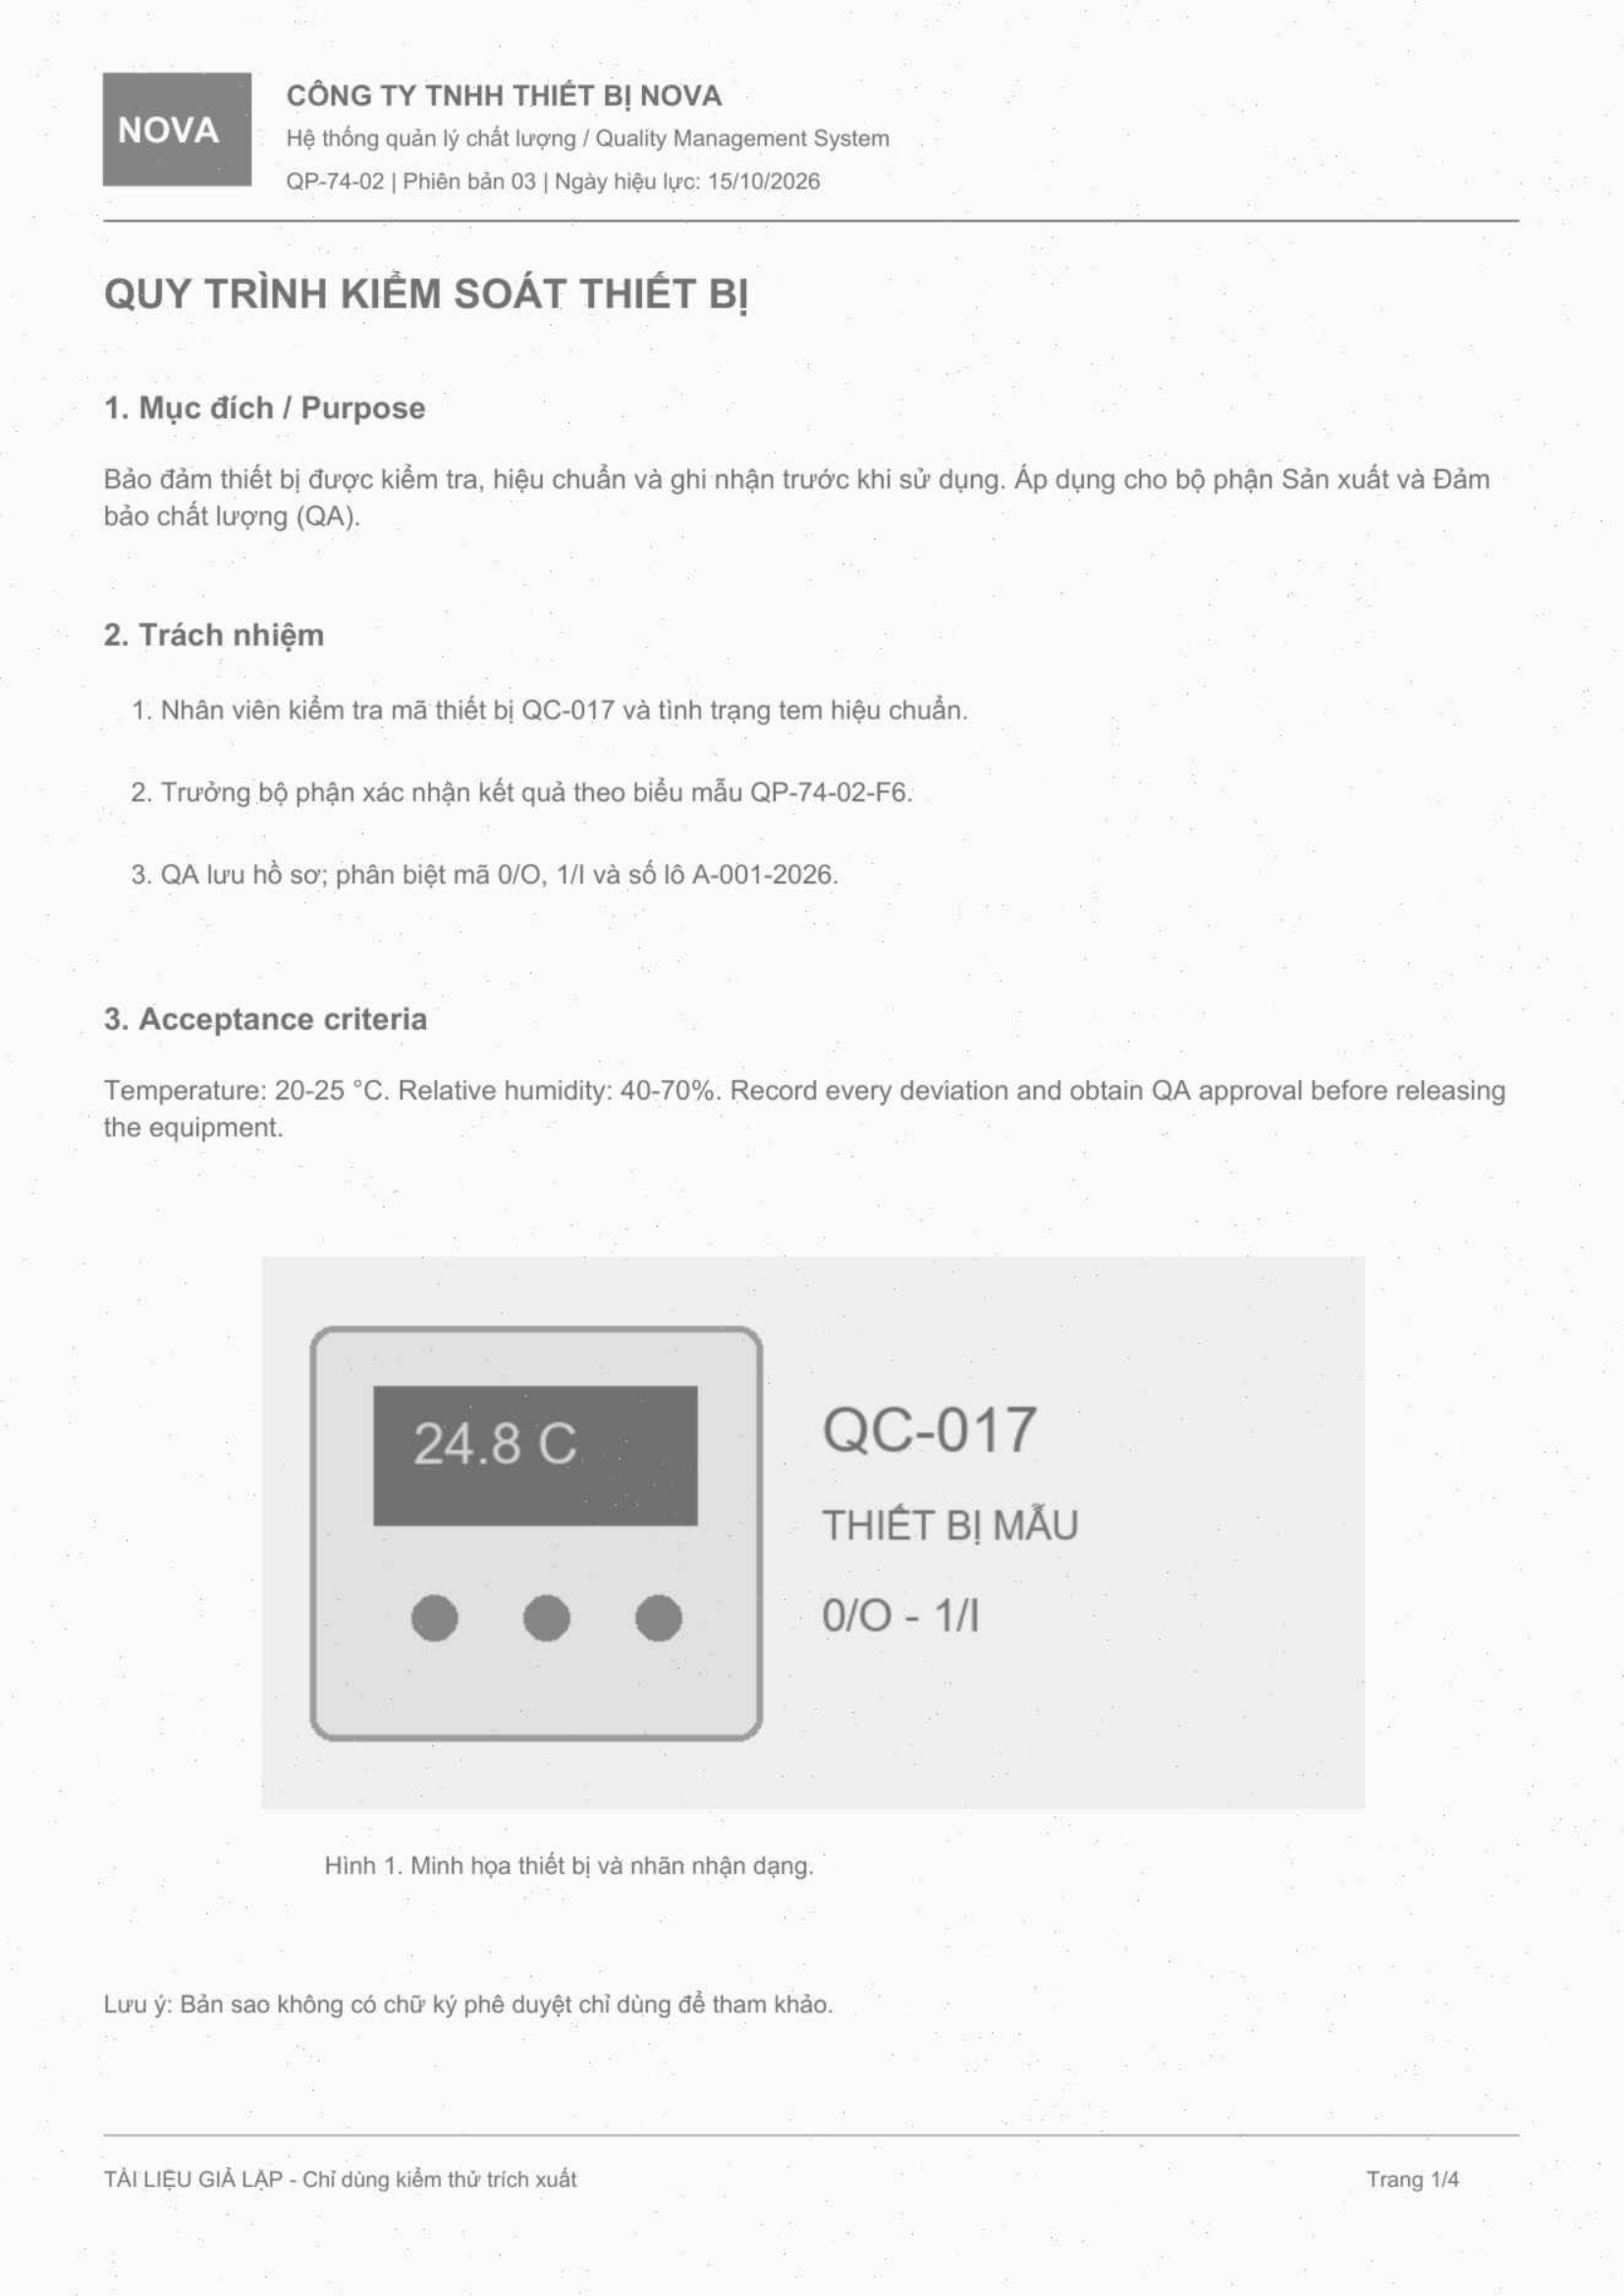 NOVA
CÔNG TY TNHH THIẾT BỊ NOVA
Hệ thống quản lý chất lượng / Quality Management System
QP-74-02 | Phiên bản 03 | Ngày hiệu lực: 15/10/2026
QUY TRÌNH KIỂM SOÁT THIẾT BỊ
1. Mục đích / Purpose
Bảo đảm thiết bị được kiểm tra, hiệu chuẩn và ghi nhận trước khi sử dụng. Áp dụng cho bộ phận Sản xuất và Đảm
bảo chất lượng (QA).
2. Trách nhiệm
1. Nhân viên kiểm tra mã thiết bị QC-017 và tình trạng tem hiệu chuẩn.
2. Trưởng bộ phận xác nhận kết quả theo biểu mẫu QP-74-02-F6.
3. QA lưu hồ sơ; phân biệt mã 0/O, 1/I và số lô A-001-2026.
3. Acceptance criteria
Temperature: 20-25 °C. Relative humidity: 40-70%. Record every deviation and obtain QA approval before releasing
the equipment.
24.8 C
QC-017
THIẾT BỊ MẪU
0/O - 1/I
Hình 1. Minh họa thiết bị và nhãn nhận dạng.
Lưu ý: Bản sao không có chữ ký phê duyệt chỉ dùng để tham khảo.
TÀI LIỆU GIẢ LẬP - Chỉ dùng kiểm thử trích xuất
Trang 1/4